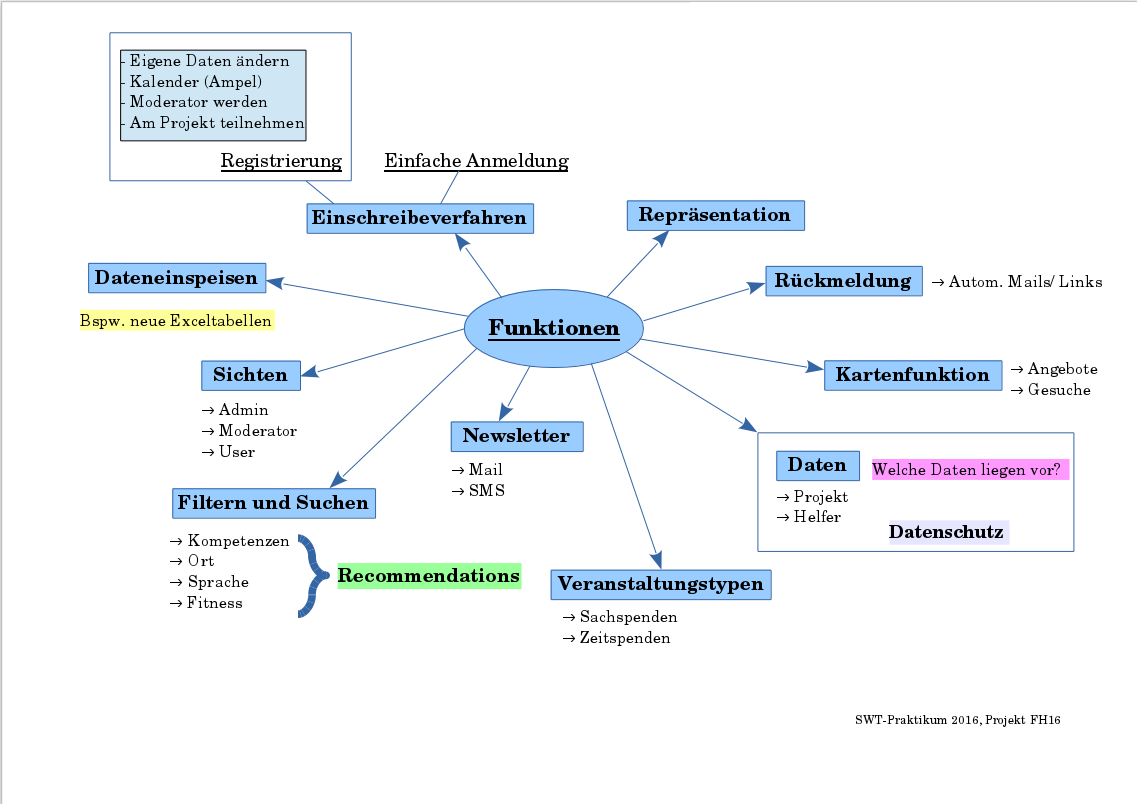 - Eigene Daten ändern
- Kalender (Ampel)
- Moderator werden
- Am Projekt teilnehmen
Registrierung
Einfache Anmeldung
Einschreibeverfahren
Repräsentation
Dateneinspeisen
Bspw. neue Exceltabellen
Rückmeldung
→ Autom. Mails/ Links
Funktionen
Sichten
→ Admin
→ Moderator
→ User
Kartenfunktion
→ Angebote
→ Gesuche
Newsletter
→ Mail
→ SMS
Daten
Welche Daten liegen vor?
→ Projekt
→ Helfer
Datenschutz
Filtern und Suchen
→ Kompetenzen
→ Ort
→ Sprache
→ Fitness
Recommendations
Veranstaltungstypen
→ Sachspenden
→ Zeitspenden
SWT-Praktikum 2016, Projekt FH16